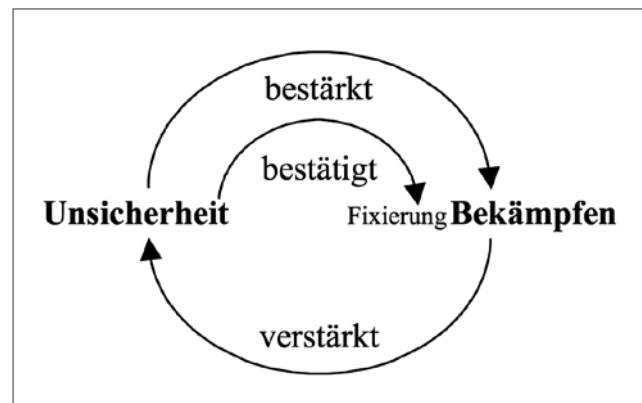 bestärkt
bestätigt
Unsicherheit Fixierung Bekämpfen
verstärkt